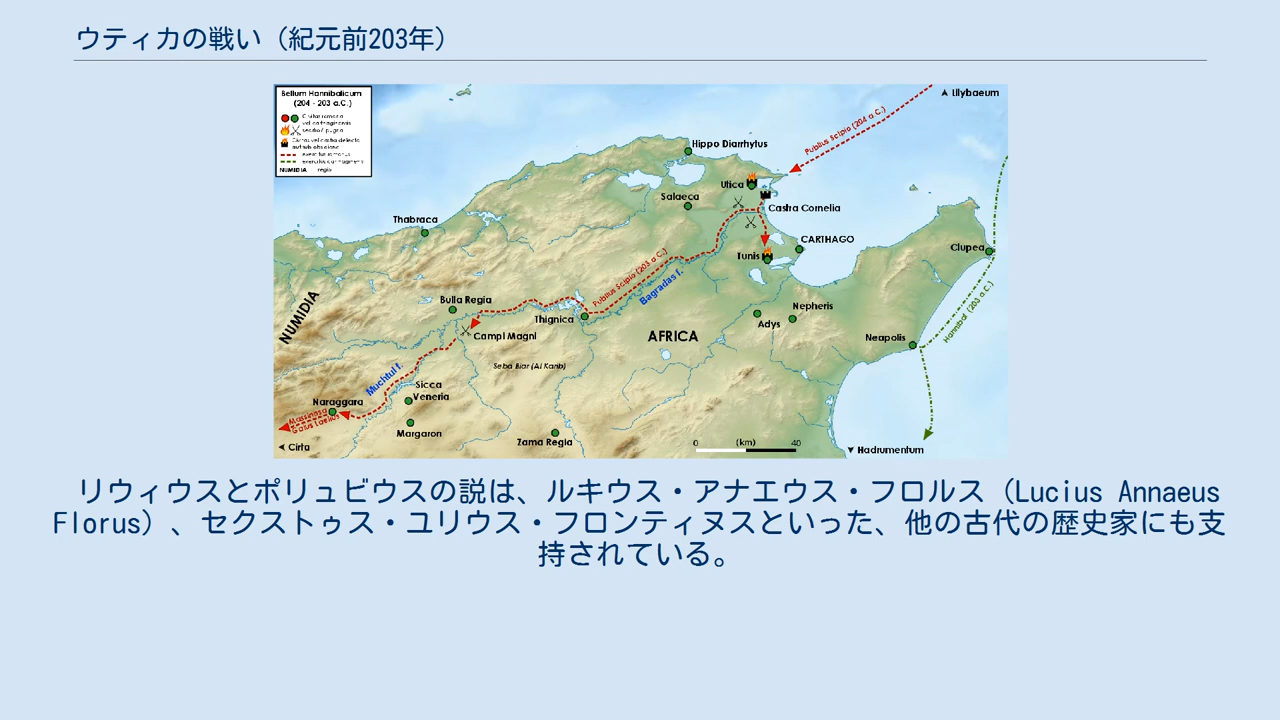 ウティカの戦い（紀元前203年）
Bellum Hannibalicum
(204 - 203 a.C.)
NUMIDIA
regio
Lilybaeum
Publius Scipio (204 a.C.)
Hippo Diarrhytus
Utica
Salaeca
Castra Cornelia
Thabraca
CARTHAGO
Clupea
Tunis
Publius Scipio (203 a.C.)
Bagradas f.
Hannibal (203 a.C.)
NUMIDIA
Bulla Regia
Nepheris
Thignica
Adys
Campi Magni
AFRICA
Neapolis
Seba Biar (Al Kanb)
Muchtul f.
Sicca
Veneria
Naraggara
Massinissa
Gaius Laelius
Margaron
Zama Regia
0 (km) 40
Cirta
Hadrumentum
リウィウスとポリュビウスの説は、ルキウス・アナエウス・フロルス（Lucius Annaeus
Florus）、セクストゥス・ユリウス・フロンティヌスといった、他の古代の歴史家にも支
持されている。